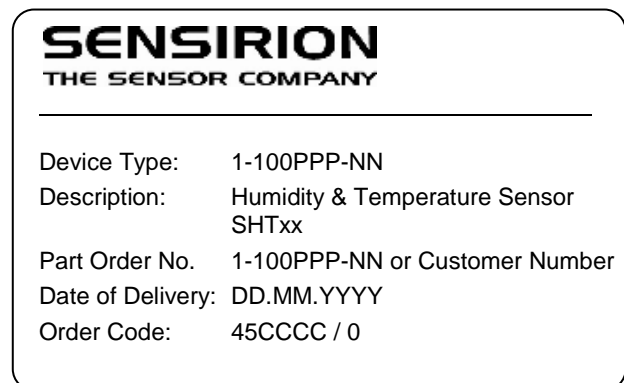 SENSIRION
THE SENSOR COMPANY
Device Type: 1-100PPP-NN
Description: Humidity & Temperature Sensor
SHTxx
Part Order No. 1-100PPP-NN or Customer Number
Date of Delivery: DD.MM.YYYY
Order Code: 45CCCC / 0